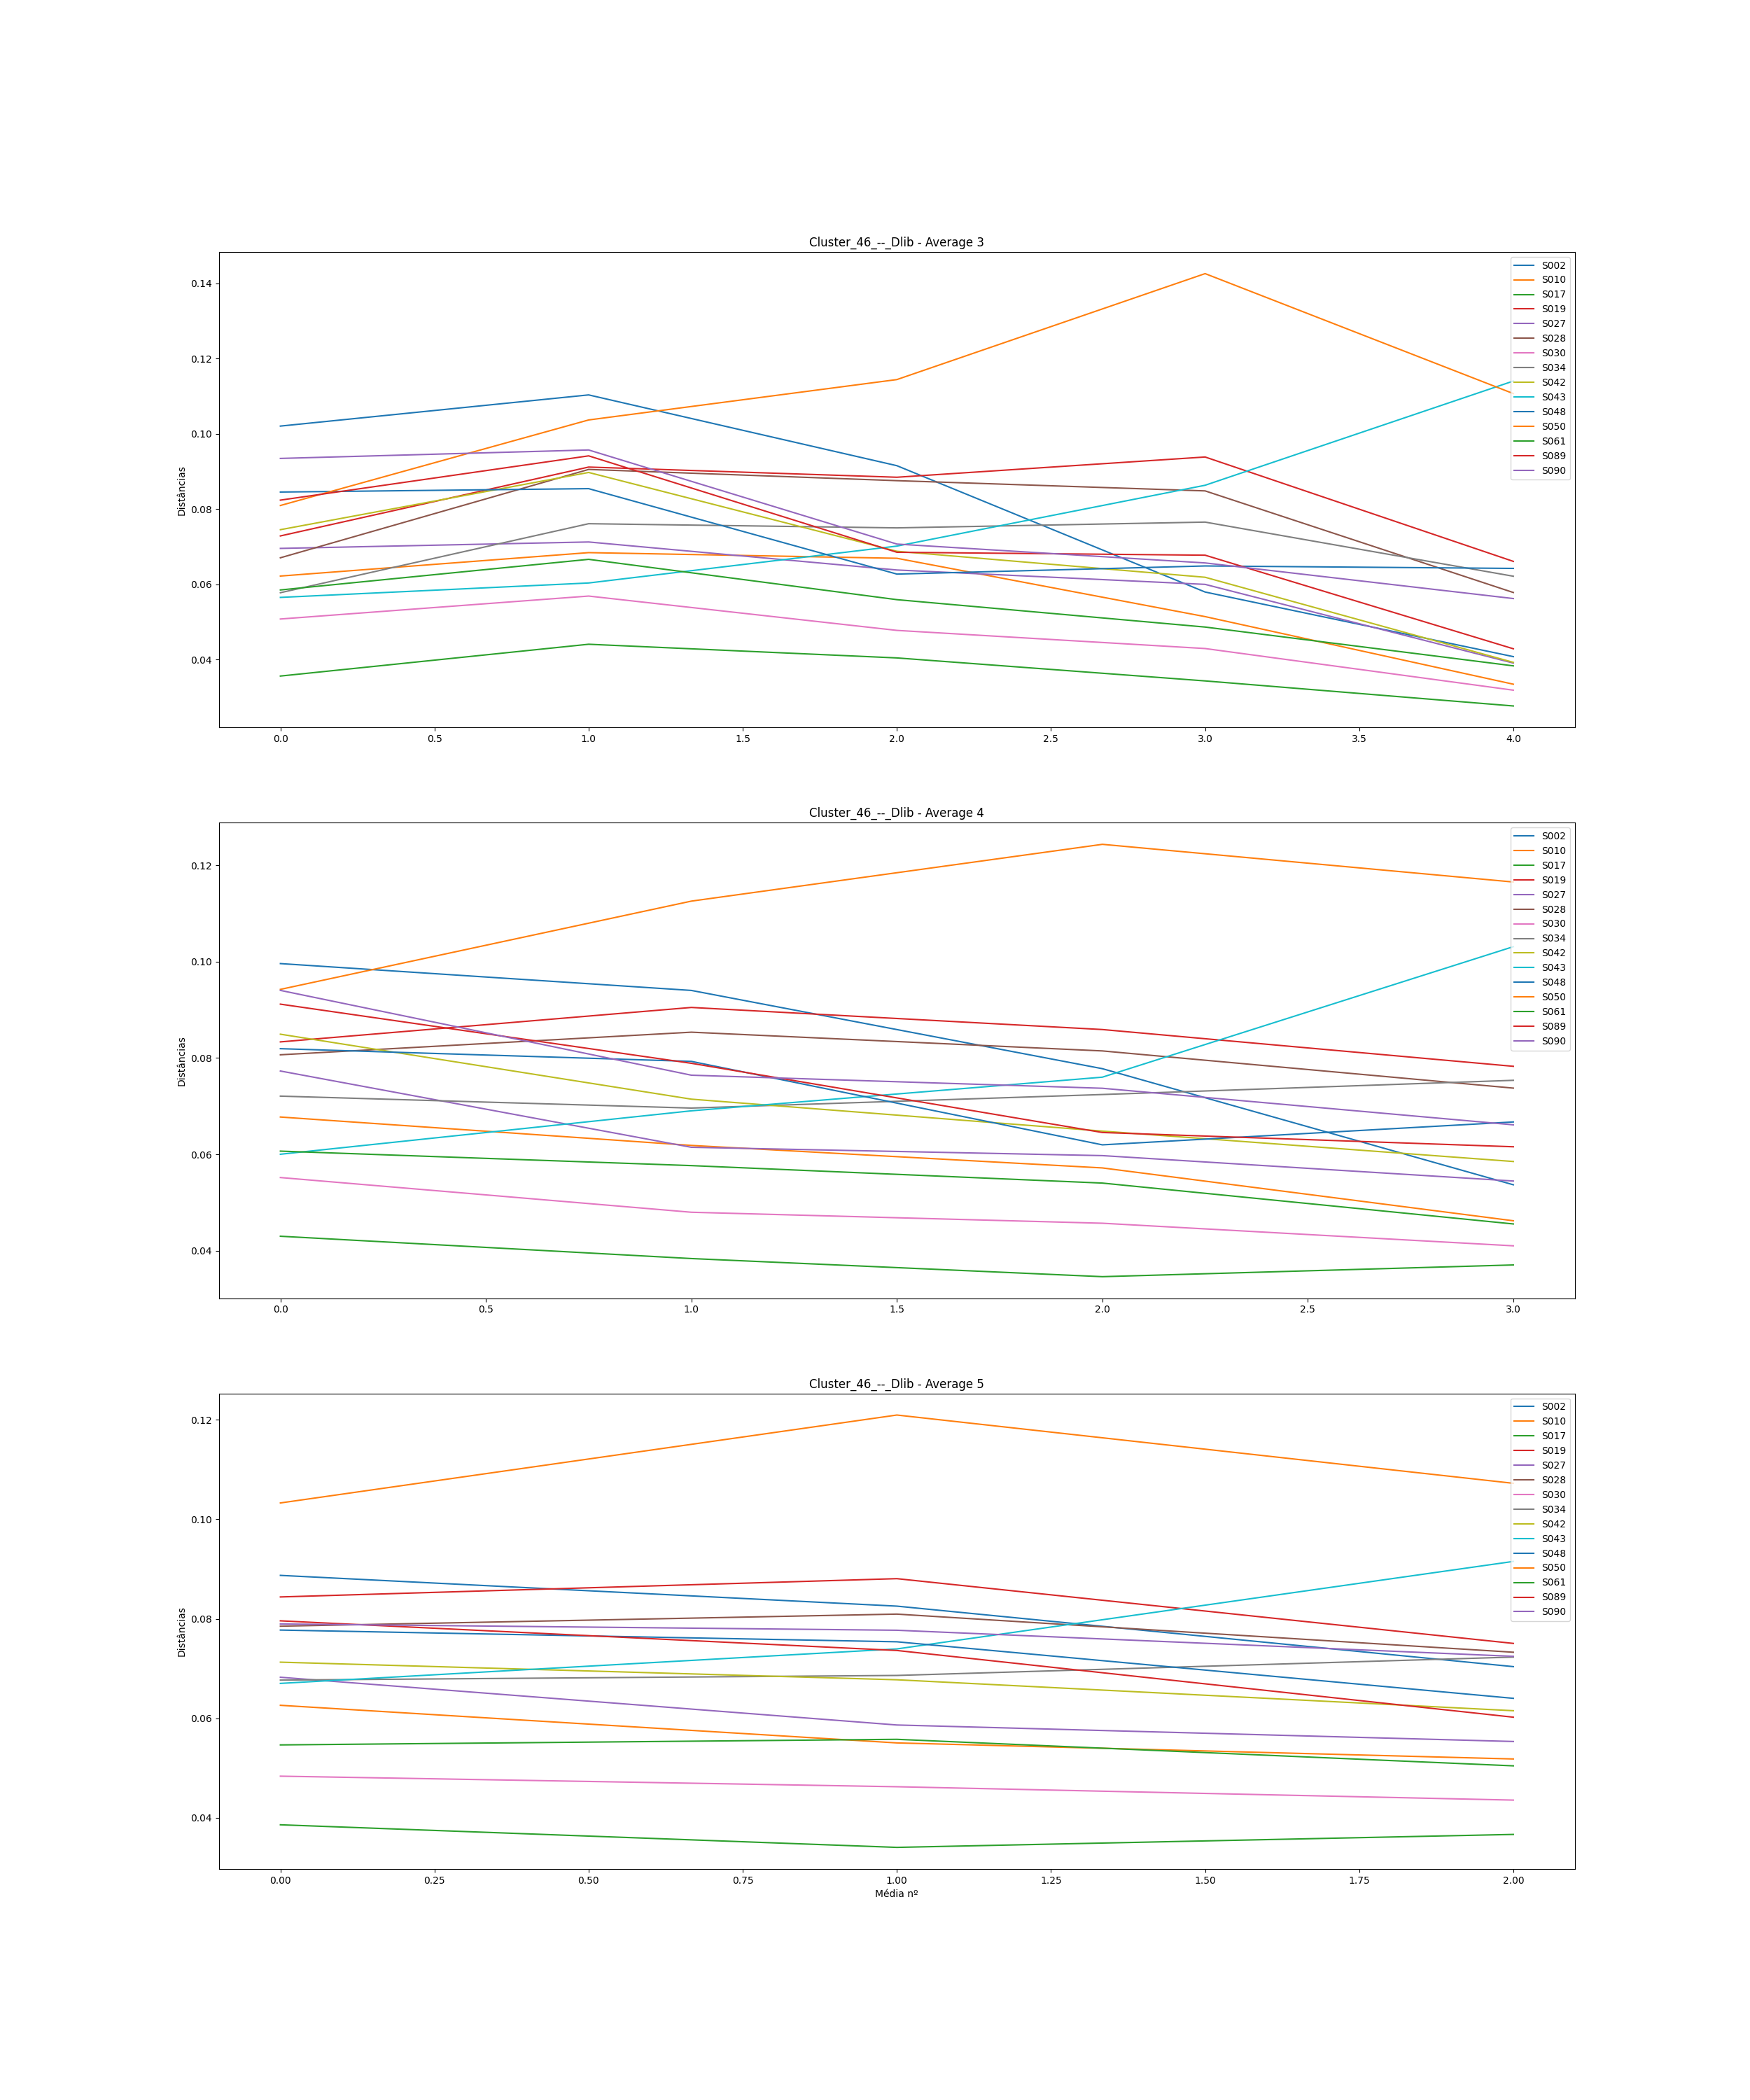 Cluster_46_--_Dlib - Average 3
Distâncias
0.14
0.12
0.10
0.08
0.06
0.04
0.0 0.5 1.0 1.5 2.0 2.5 3.0 3.5 4.0
S002
S010
S017
S019
S027
S028
S030
S034
S042
S043
S048
S050
S061
S089
S090
Cluster_46_--_Dlib - Average 4
Distâncias
0.12
0.10
0.08
0.06
0.04
0.0 0.5 1.0 1.5 2.0 2.5 3.0
S002
S010
S017
S019
S027
S028
S030
S034
S042
S043
S048
S050
S061
S089
S090
Cluster_46_--_Dlib - Average 5
Distâncias
0.12
0.10
0.08
0.06
0.04
0.00 0.25 0.50 0.75 1.00 1.25 1.50 1.75 2.00
Média nº
S002
S010
S017
S019
S027
S028
S030
S034
S042
S043
S048
S050
S061
S089
S090